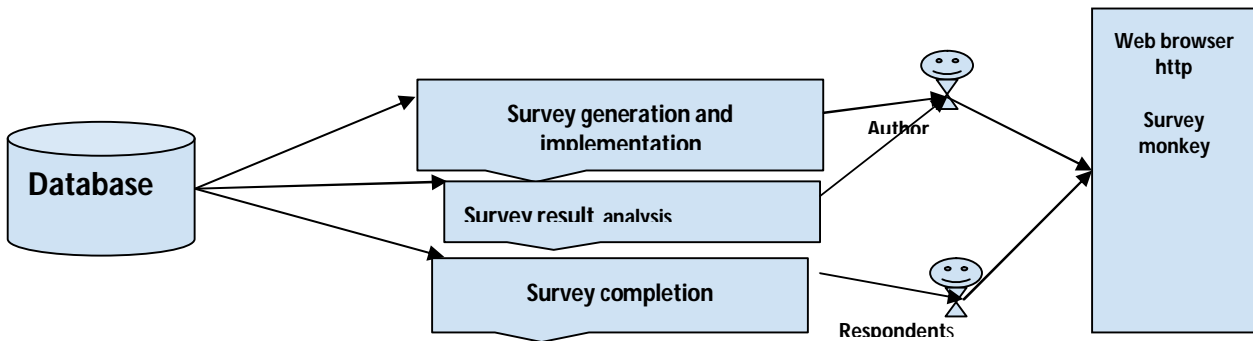 Web browser
http
Survey
monkey
Survey generation and
implementation
Author
Database
Survey result analysis
Survey completion
Respondents